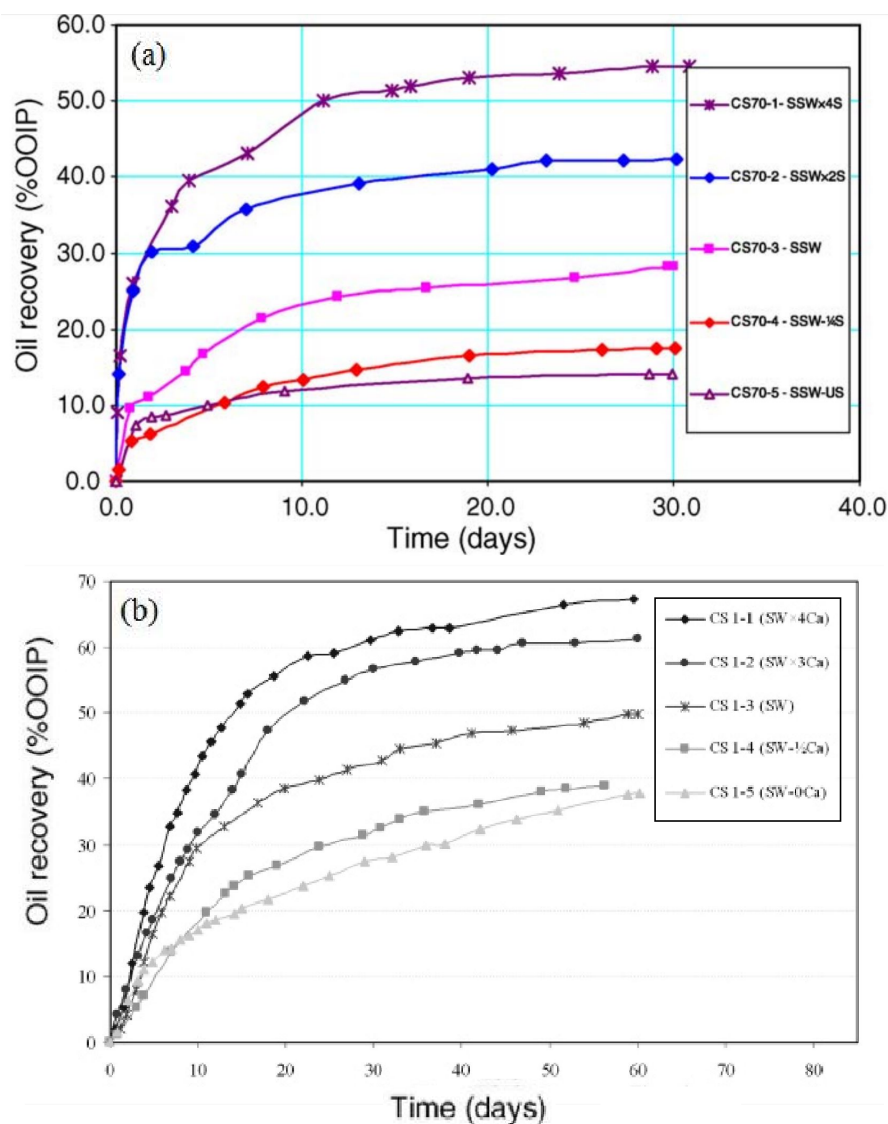 (a)
Oil recovery (%OOIP)
60.0
50.0
40.0
30.0
20.0
10.0
0.0
0.0 10.0 20.0 30.0 40.0
Time (days)
CS70-1- SSW×4S
CS70-2 - SSW×2S
CS70-3 - SSW
CS70-4 - SSW-¼S
CS70-5 - SSW-US
(b)
Oil recovery (%OOIP)
70
60
50
40
30
20
10
0
0 10 20 30 40 50 60 70 80
Time (days)
CS 1-1 (SW×4Ca)
CS 1-2 (SW×3Ca)
CS 1-3 (SW)
CS 1-4 (SW-½Ca)
CS 1-5 (SW-0Ca)